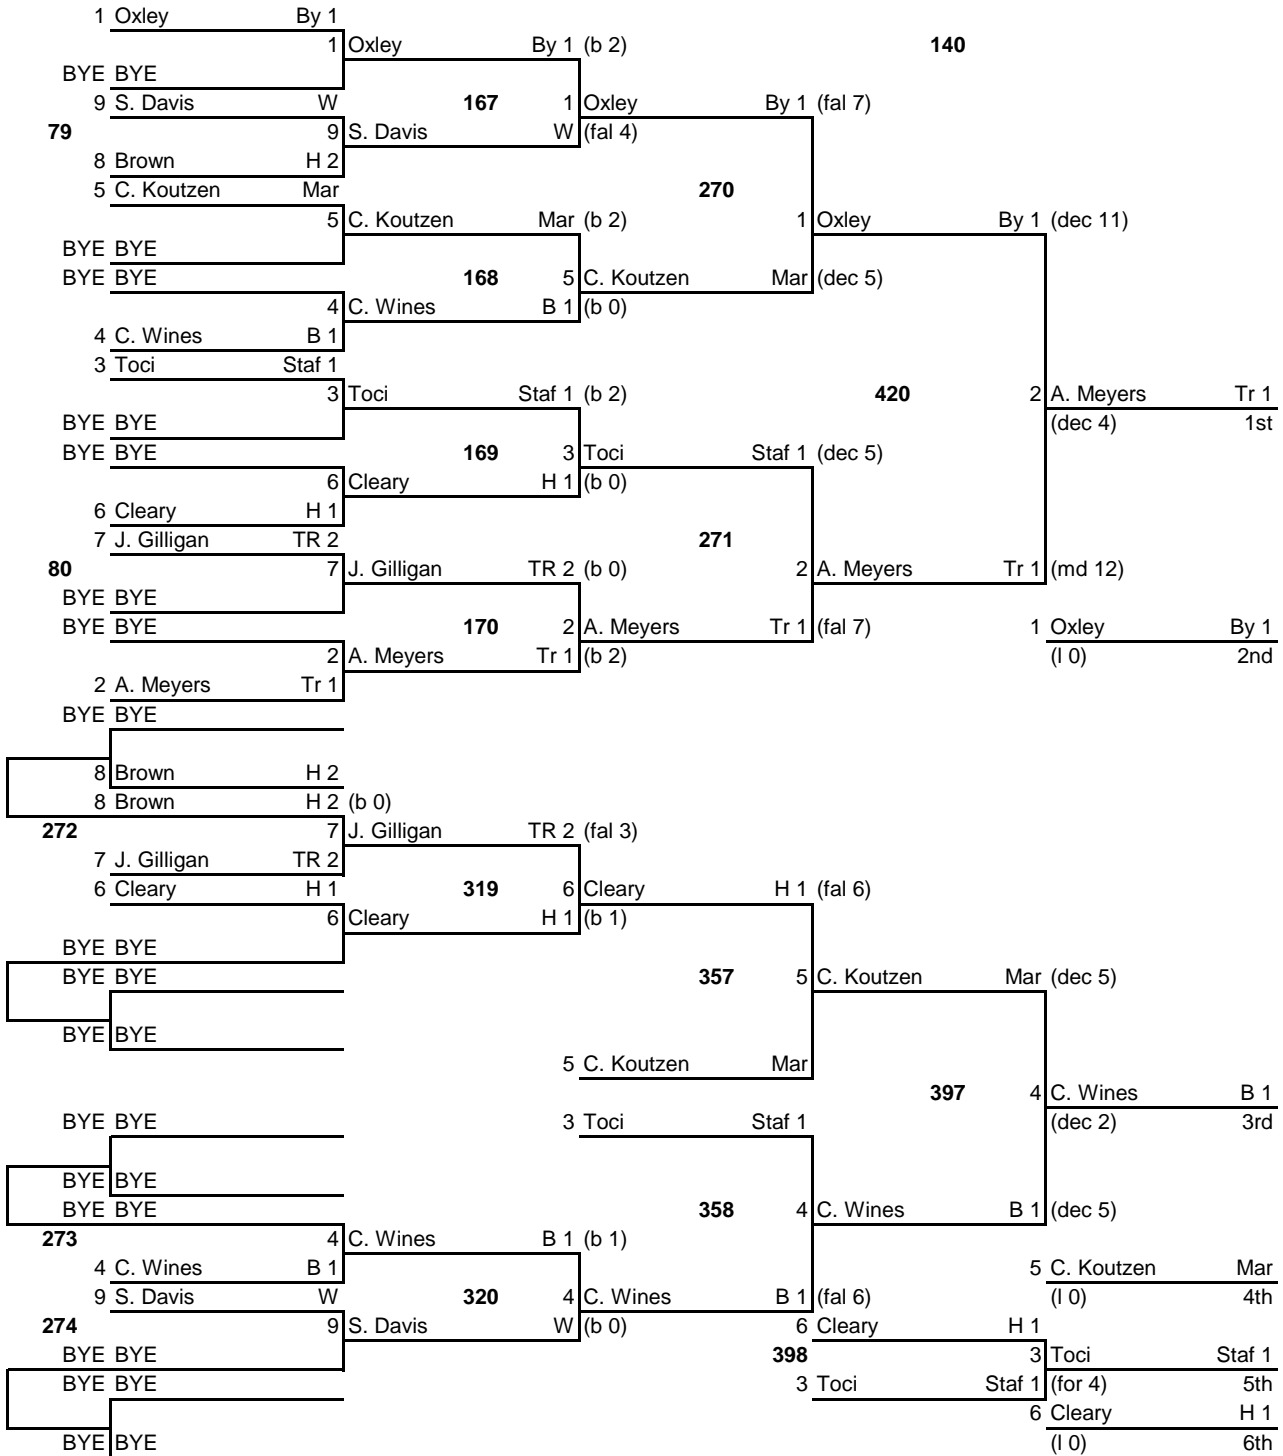 1 Oxley By 1
1 Oxley By 1 (b 2) 140
BYE BYE
9 S. Davis W 167 1 Oxley By 1 (fal 7)
79 9 S. Davis W (fal 4)
8 Brown H 2
5 C. Koutzen Mar 270
5 C. Koutzen Mar (b 2) 1 Oxley By 1 (dec 11)
BYE BYE
BYE BYE 168 5 C. Koutzen Mar (dec 5)
4 C. Wines B 1 (b 0)
4 C. Wines B 1
3 Toci Staf 1
3 Toci Staf 1 (b 2) 420 2 A. Meyers Tr 1
BYE BYE (dec 4) 1st
BYE BYE 169 3 Toci Staf 1 (dec 5)
6 Cleary H 1 (b 0)
6 Cleary H 1
7 J. Gilligan TR 2 271
80 7 J. Gilligan TR 2 (b 0) 2 A. Meyers Tr 1 (md 12)
BYE BYE
BYE BYE 170 2 A. Meyers Tr 1 (fal 7) 1 Oxley By 1
2 A. Meyers Tr 1 (b 2) (l 0) 2nd
2 A. Meyers Tr 1
BYE BYE
8 Brown H 2
8 Brown H 2 (b 0)
272 7 J. Gilligan TR 2 (fal 3)
7 J. Gilligan TR 2
6 Cleary H 1 319 6 Cleary H 1 (fal 6)
6 Cleary H 1 (b 1)
BYE BYE
BYE BYE 357 5 C. Koutzen Mar (dec 5)
BYE BYE
5 C. Koutzen Mar
397 4 C. Wines B 1
BYE BYE 3 Toci Staf 1 (dec 2) 3rd
BYE BYE
BYE BYE 358 4 C. Wines B 1 (dec 5)
273 4 C. Wines B 1 (b 1)
4 C. Wines B 1 5 C. Koutzen Mar
9 S. Davis W 320 4 C. Wines B 1 (fal 6) (l 0) 4th
274 9 S. Davis W (b 0) 6 Cleary H 1
BYE BYE 398 3 Toci Staf 1
BYE BYE 3 Toci Staf 1 (for 4) 5th
6 Cleary H 1
BYE BYE (l 0) 6th